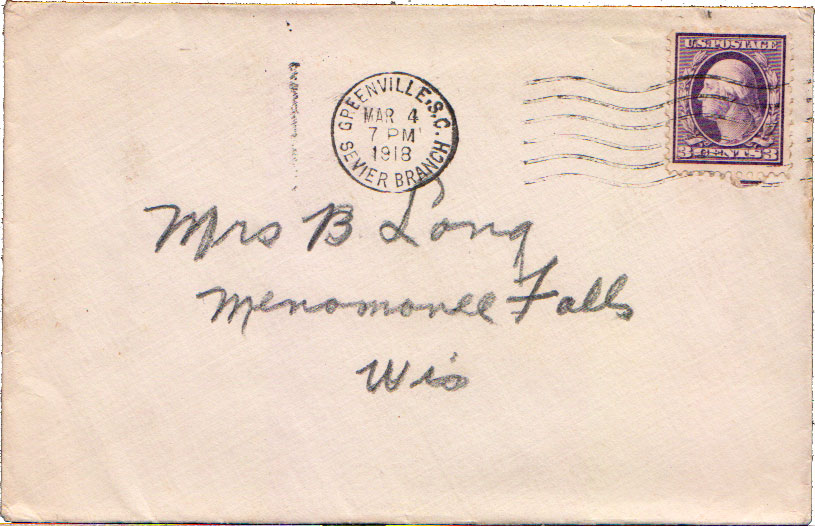 GREENVILLE, S.C.
MAR 4
7 PM
1918
SEVIER BRANCH
U.S. POSTAGE
3 CENTS 3
Mrs B. Long
Menomonee Falls
Wis